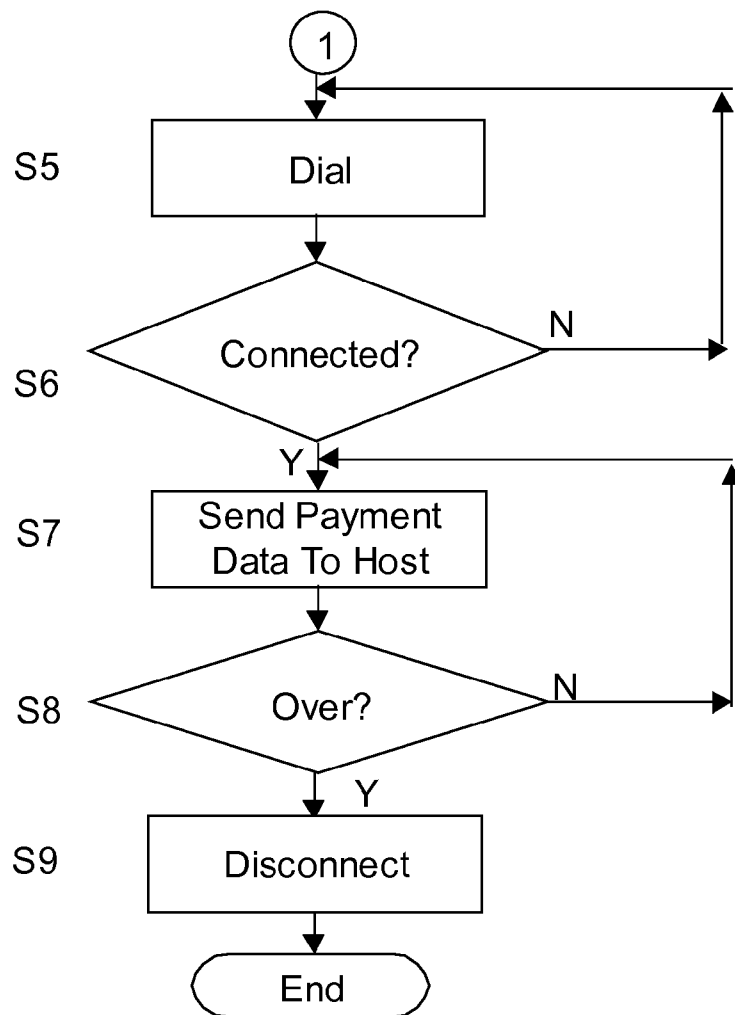 1
S5
Dial
Connected?
N
S6
Y
S7
Send Payment
Data To Host
S8
Over?
N
Y
S9
Disconnect
End